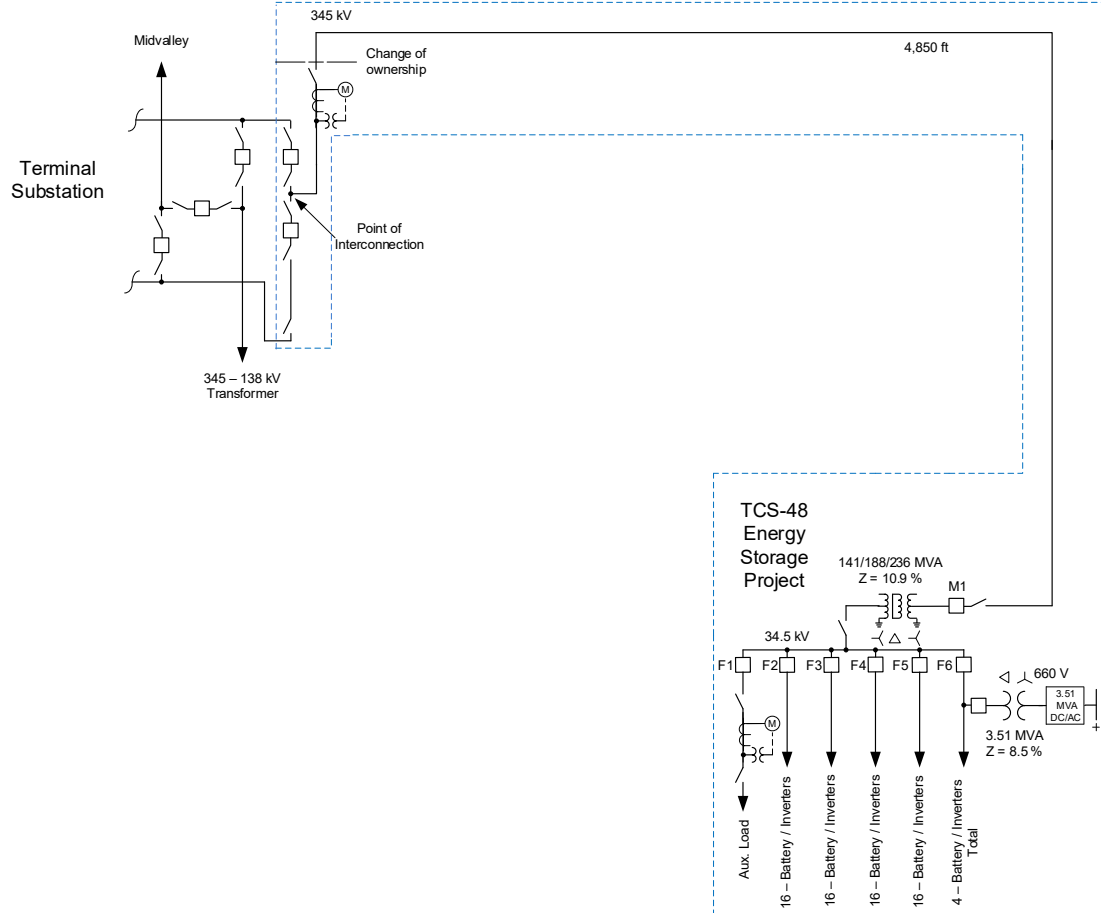 345 kV
Midvalley
Change of
ownership
4,850 ft
M
Terminal
Substation
Point of
Interconnection
345 – 138 kV
Transformer
TCS-48
Energy
Storage
Project
141/188/236 MVA
Z = 10.9 %
M1
34.5 kV
F1
F2
F3
F4
F5
F6
660 V
3.51
MVA
DC/AC
+
3.51 MVA
Z = 8.5 %
M
Aux. Load
16 – Battery / Inverters
16 – Battery / Inverters
16 – Battery / Inverters
16 – Battery / Inverters
4 – Battery / Inverters
Total